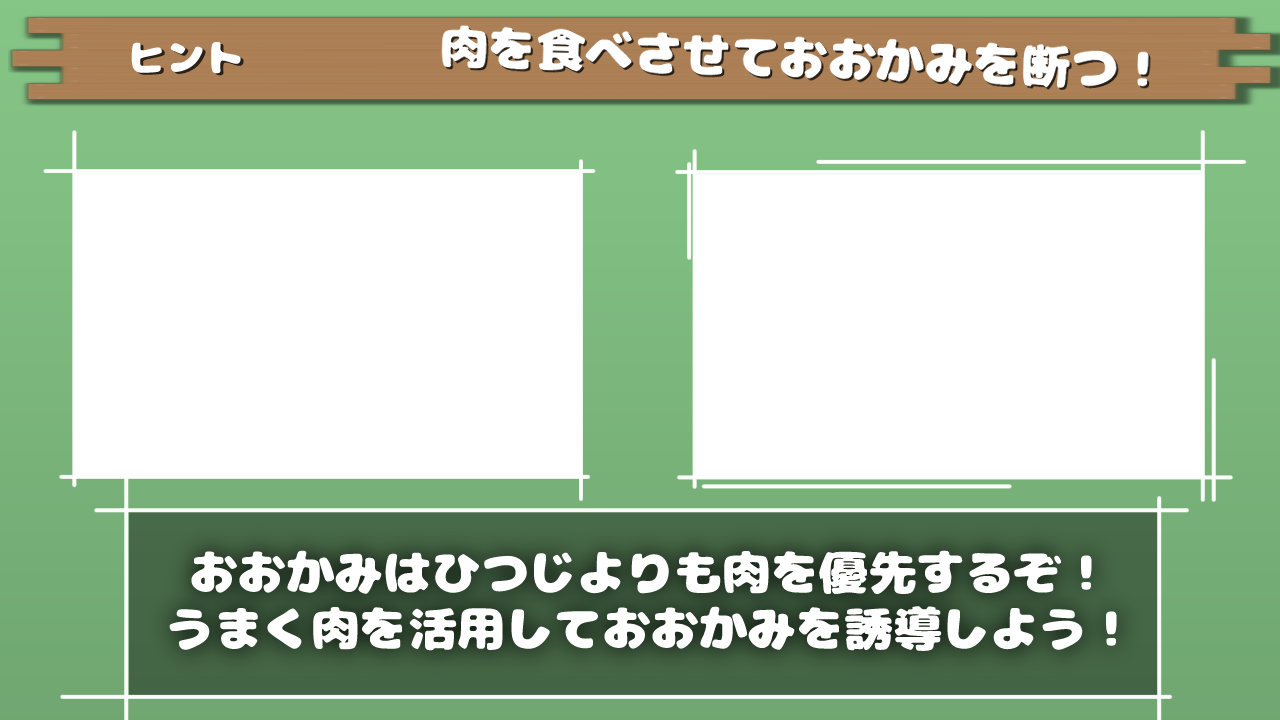 ヒント
肉を食べさせておおかみを断つ！
おおかみはひつじよりも肉を優先するぞ！
うまく肉を活用しておおかみを誘導しよう！